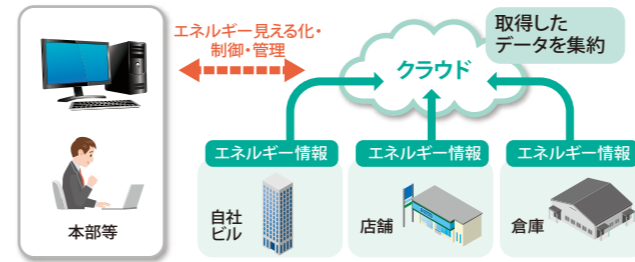 エネルギー見える化・
制御・管理
クラウド
取得した
データを集約
エネルギー情報
エネルギー情報
エネルギー情報
本部等
自社
ビル
店舗
倉庫